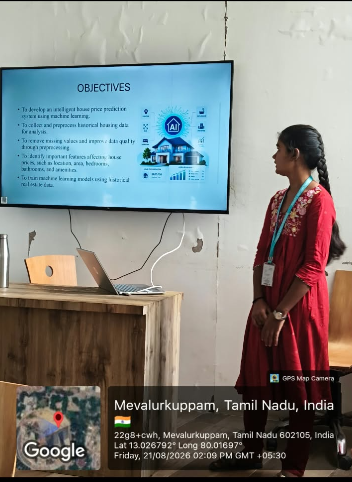 OBJECTIVES
• To develop an intelligent house price prediction
system using machine learning.
• To collect and preprocess historical housing data
for analysis.
• To remove missing values and improve data quality
through preprocessing.
• To identify important features affecting house
prices, such as location, area, bedrooms,
bathrooms, and amenities.
• To train machine learning models using historical
real estate data.
AI
GPS Map Camera
Google
Mevalurkuppam, Tamil Nadu, India
22g8+cwh, Mevalurkuppam, Tamil Nadu 602105, India
Lat 13.026792° Long 80.01697°
Friday, 21/08/2026 02:09 PM GMT +05:30